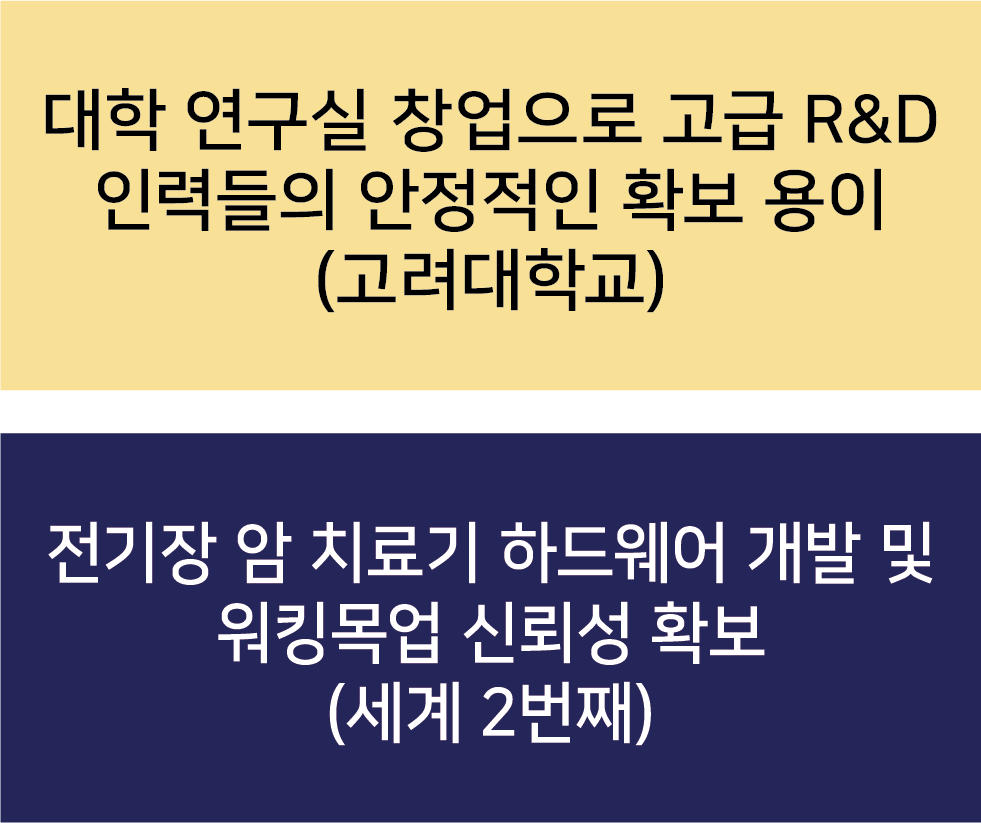 대학 연구실 창업으로 고급 R&D
인력들의 안정적인 확보 용이
(고려대학교)
전기장 암 치료기 하드웨어 개발 및
워킹목업 신뢰성 확보
(세계 2번째)